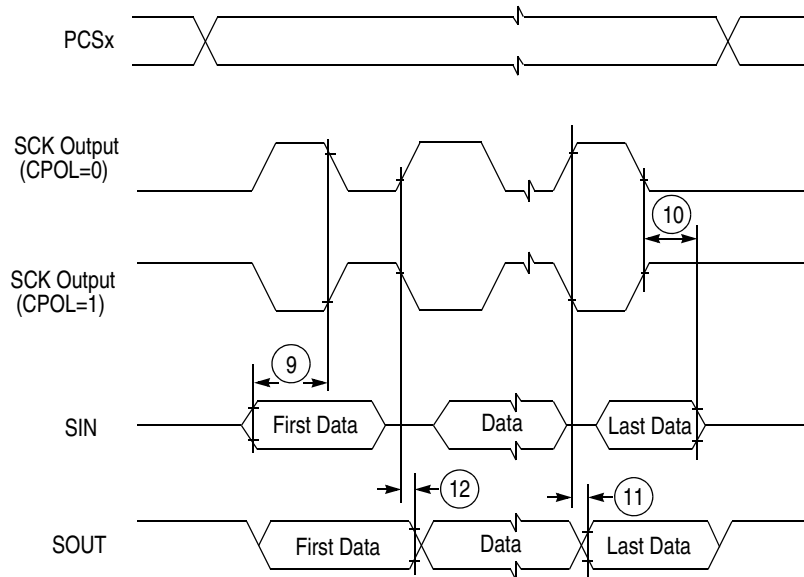 PCSx
SCK Output
(CPOL=0)
10
SCK Output
(CPOL=1)
9
SIN
First Data
Data
Last Data
12
11
SOUT
First Data
Data
Last Data